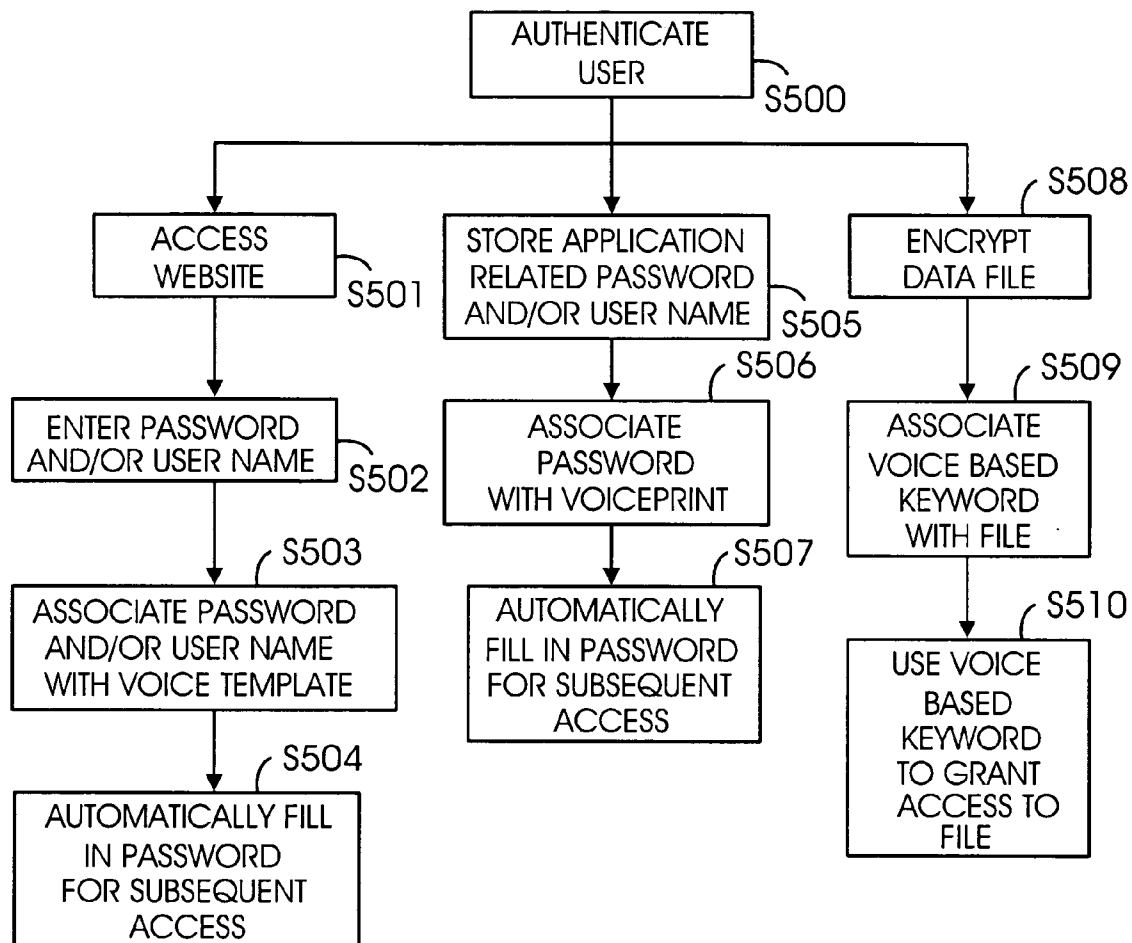 AUTHENTICATE
USER
S500
ACCESS
WEBSITE
S501
ENTER PASSWORD
AND/OR USER NAME
S502
S503
ASSOCIATE PASSWORD
AND/OR USER NAME
WITH VOICE TEMPLATE
S504
AUTOMATICALLY FILL
IN PASSWORD
FOR SUBSEQUENT
ACCESS
STORE APPLICATION
RELATED PASSWORD
AND/OR USER NAME
S505
S506
ASSOCIATE
PASSWORD
WITH VOICEPRINT
S507
AUTOMATICALLY
FILL IN PASSWORD
FOR SUBSEQUENT
ACCESS
S508
ENCRYPT
DATA FILE
S509
ASSOCIATE
VOICE BASED
KEYWORD
WITH FILE
S510
USE VOICE
BASED
KEYWORD
TO GRANT
ACCESS TO
FILE